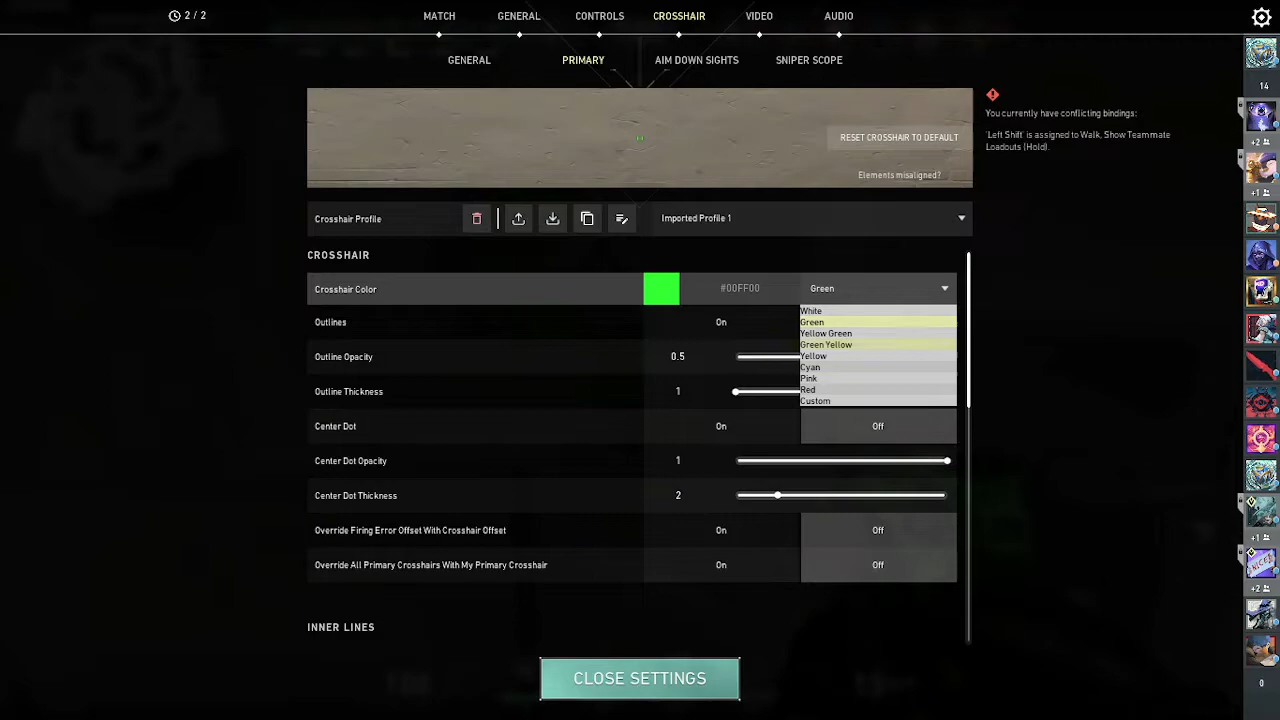 2 / 2
MATCH GENERAL CONTROLS CROSSHAIR VIDEO AUDIO
GENERAL PRIMARY AIM DOWN SIGHTS SNIPER SCOPE
RESET CROSSHAIR TO DEFAULT
Elements misaligned?
You currently have conflicting bindings:
'Left Shift' is assigned to Walk, Show Teammate
Loadouts (Hold).
Crosshair Profile Imported Profile 1
CROSSHAIR
Crosshair Color #00FF00 Green
White
Green
Yellow Green
Green Yellow
Yellow
Cyan
Pink
Red
Custom
Outlines On
Outline Opacity 0.5
Outline Thickness 1
Center Dot On Off
Center Dot Opacity 1
Center Dot Thickness 2
Override Firing Error Offset With Crosshair Offset On Off
Override All Primary Crosshairs With My Primary Crosshair On Off
INNER LINES
CLOSE SETTINGS
14
+2
+1
+1
+2
0